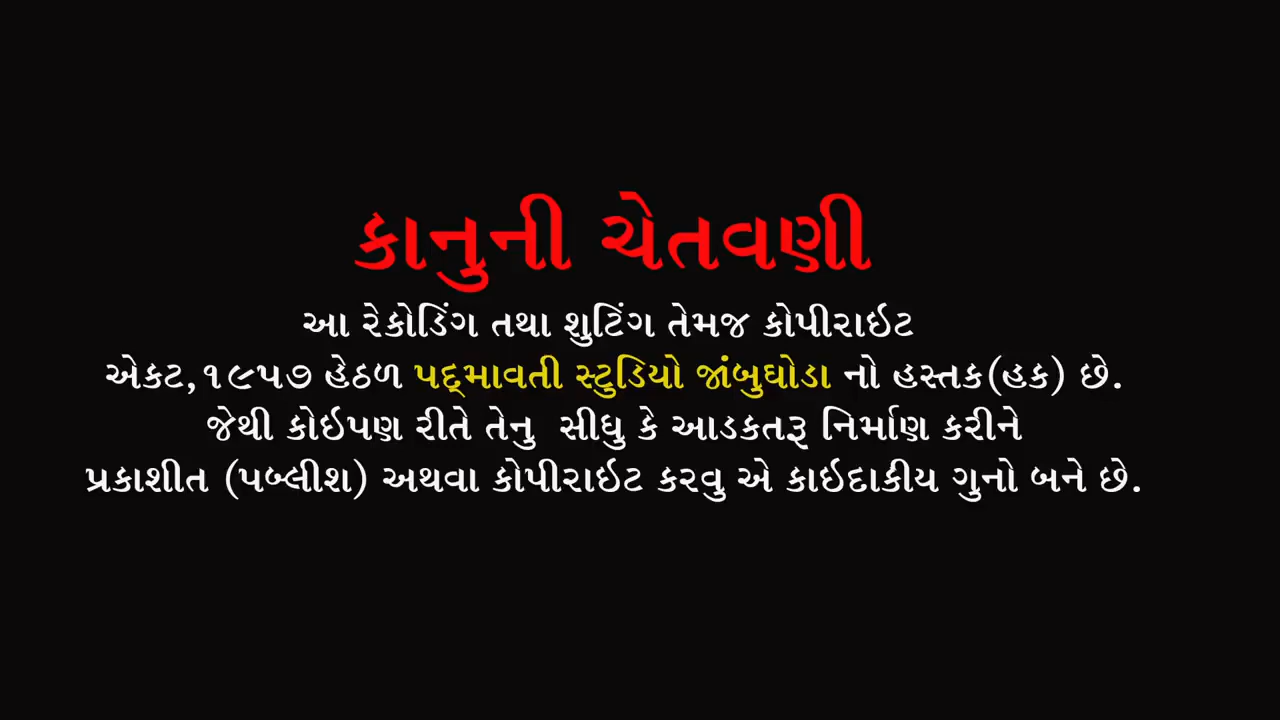 કાનુની ચેતવણી
આ રેકોડિંગ તથા શુટિંગ તેમજ કોપીરાઇટ
એકટ,૧૯૫૭ હેઠળ પદ્માવતી સ્ટુડિયો જાંબુઘોડા નો હસ્તક(હક) છે.
જેથી કોઇપણ રીતે તેનુ સીધુ કે આડકતરૂ નિર્માણ કરીને
પ્રકાશીત (પબ્લીશ) અથવા કોપીરાઇટ કરવુ એ કાઇદાકીય ગુનો બને છે.